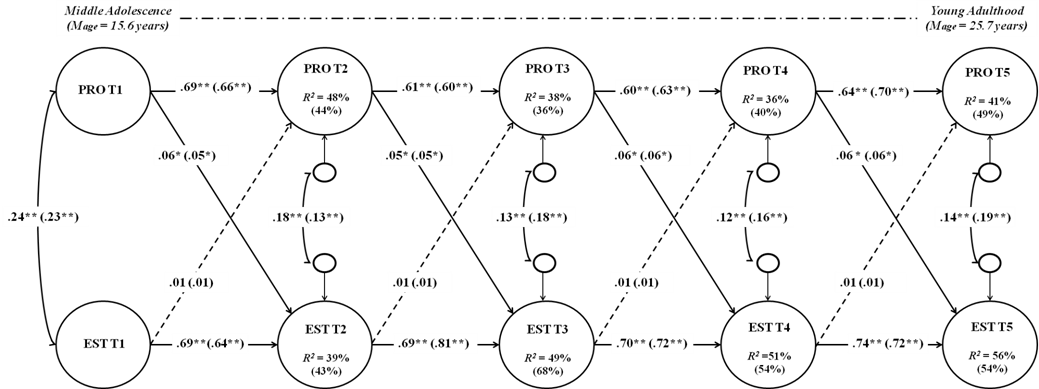 Middle Adolescence
(Mage = 15.6 years)
Young Adulthood
(Mage = 25.7 years)
PRO T1
.69** (.66**)
PRO T2
R² = 48%
(44%)
.61** (.60**)
PRO T3
R² = 38%
(36%)
.60** (.63**)
PRO T4
R² = 36%
(40%)
.64** (.70**)
PRO T5
R² = 41%
(49%)
.06* (.05*)
.05* (.05*)
.06* (.06*)
.06* (.06*)
.24** (.23**)
.18** (.13**)
.13** (.18**)
.12** (.16**)
.14** (.19**)
.01 (.01)
.01 (.01)
.01 (.01)
.01 (.01)
EST T1
.69** (.64**)
EST T2
R² = 39%
(43%)
.69** (.81**)
EST T3
R² = 49%
(68%)
.70** (.72**)
EST T4
R² =51%
(54%)
.74** (.72**)
EST T5
R² = 56%
(54%)